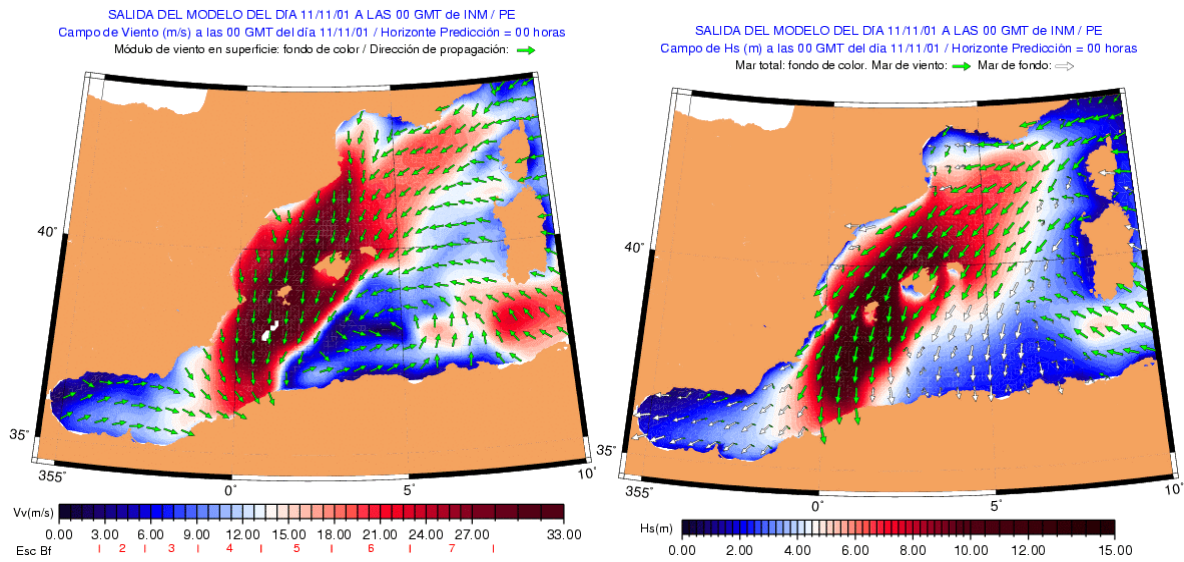 SALIDA DEL MODELO DEL DÍA 11/11/01 A LAS 00 GMT de INM / PE
Campo de Viento (m/s) a las 00 GMT del día 11/11/01 / Horizonte Predicción = 00 horas
Módulo de viento en superficie: fondo de color / Dirección de propagación:
40˚
35˚
355˚
0˚
5˚
10˚
Vv(m/s)
0.00 3.00 6.00 9.00 12.00 15.00 18.00 21.00 24.00 27.00 33.00
Esc Bf | 2 | 3 | 4 | 5 | 6 | 7 |
SALIDA DEL MODELO DEL DÍA 11/11/01 A LAS 00 GMT de INM / PE
Campo de Hs (m) a las 00 GMT del día 11/11/01 / Horizonte Predicción = 00 horas
Mar total: fondo de color. Mar de viento: Mar de fondo:
40˚
35˚
355˚
0˚
5˚
10˚
Hs(m)
0.00 2.00 4.00 6.00 8.00 10.00 12.00 15.00